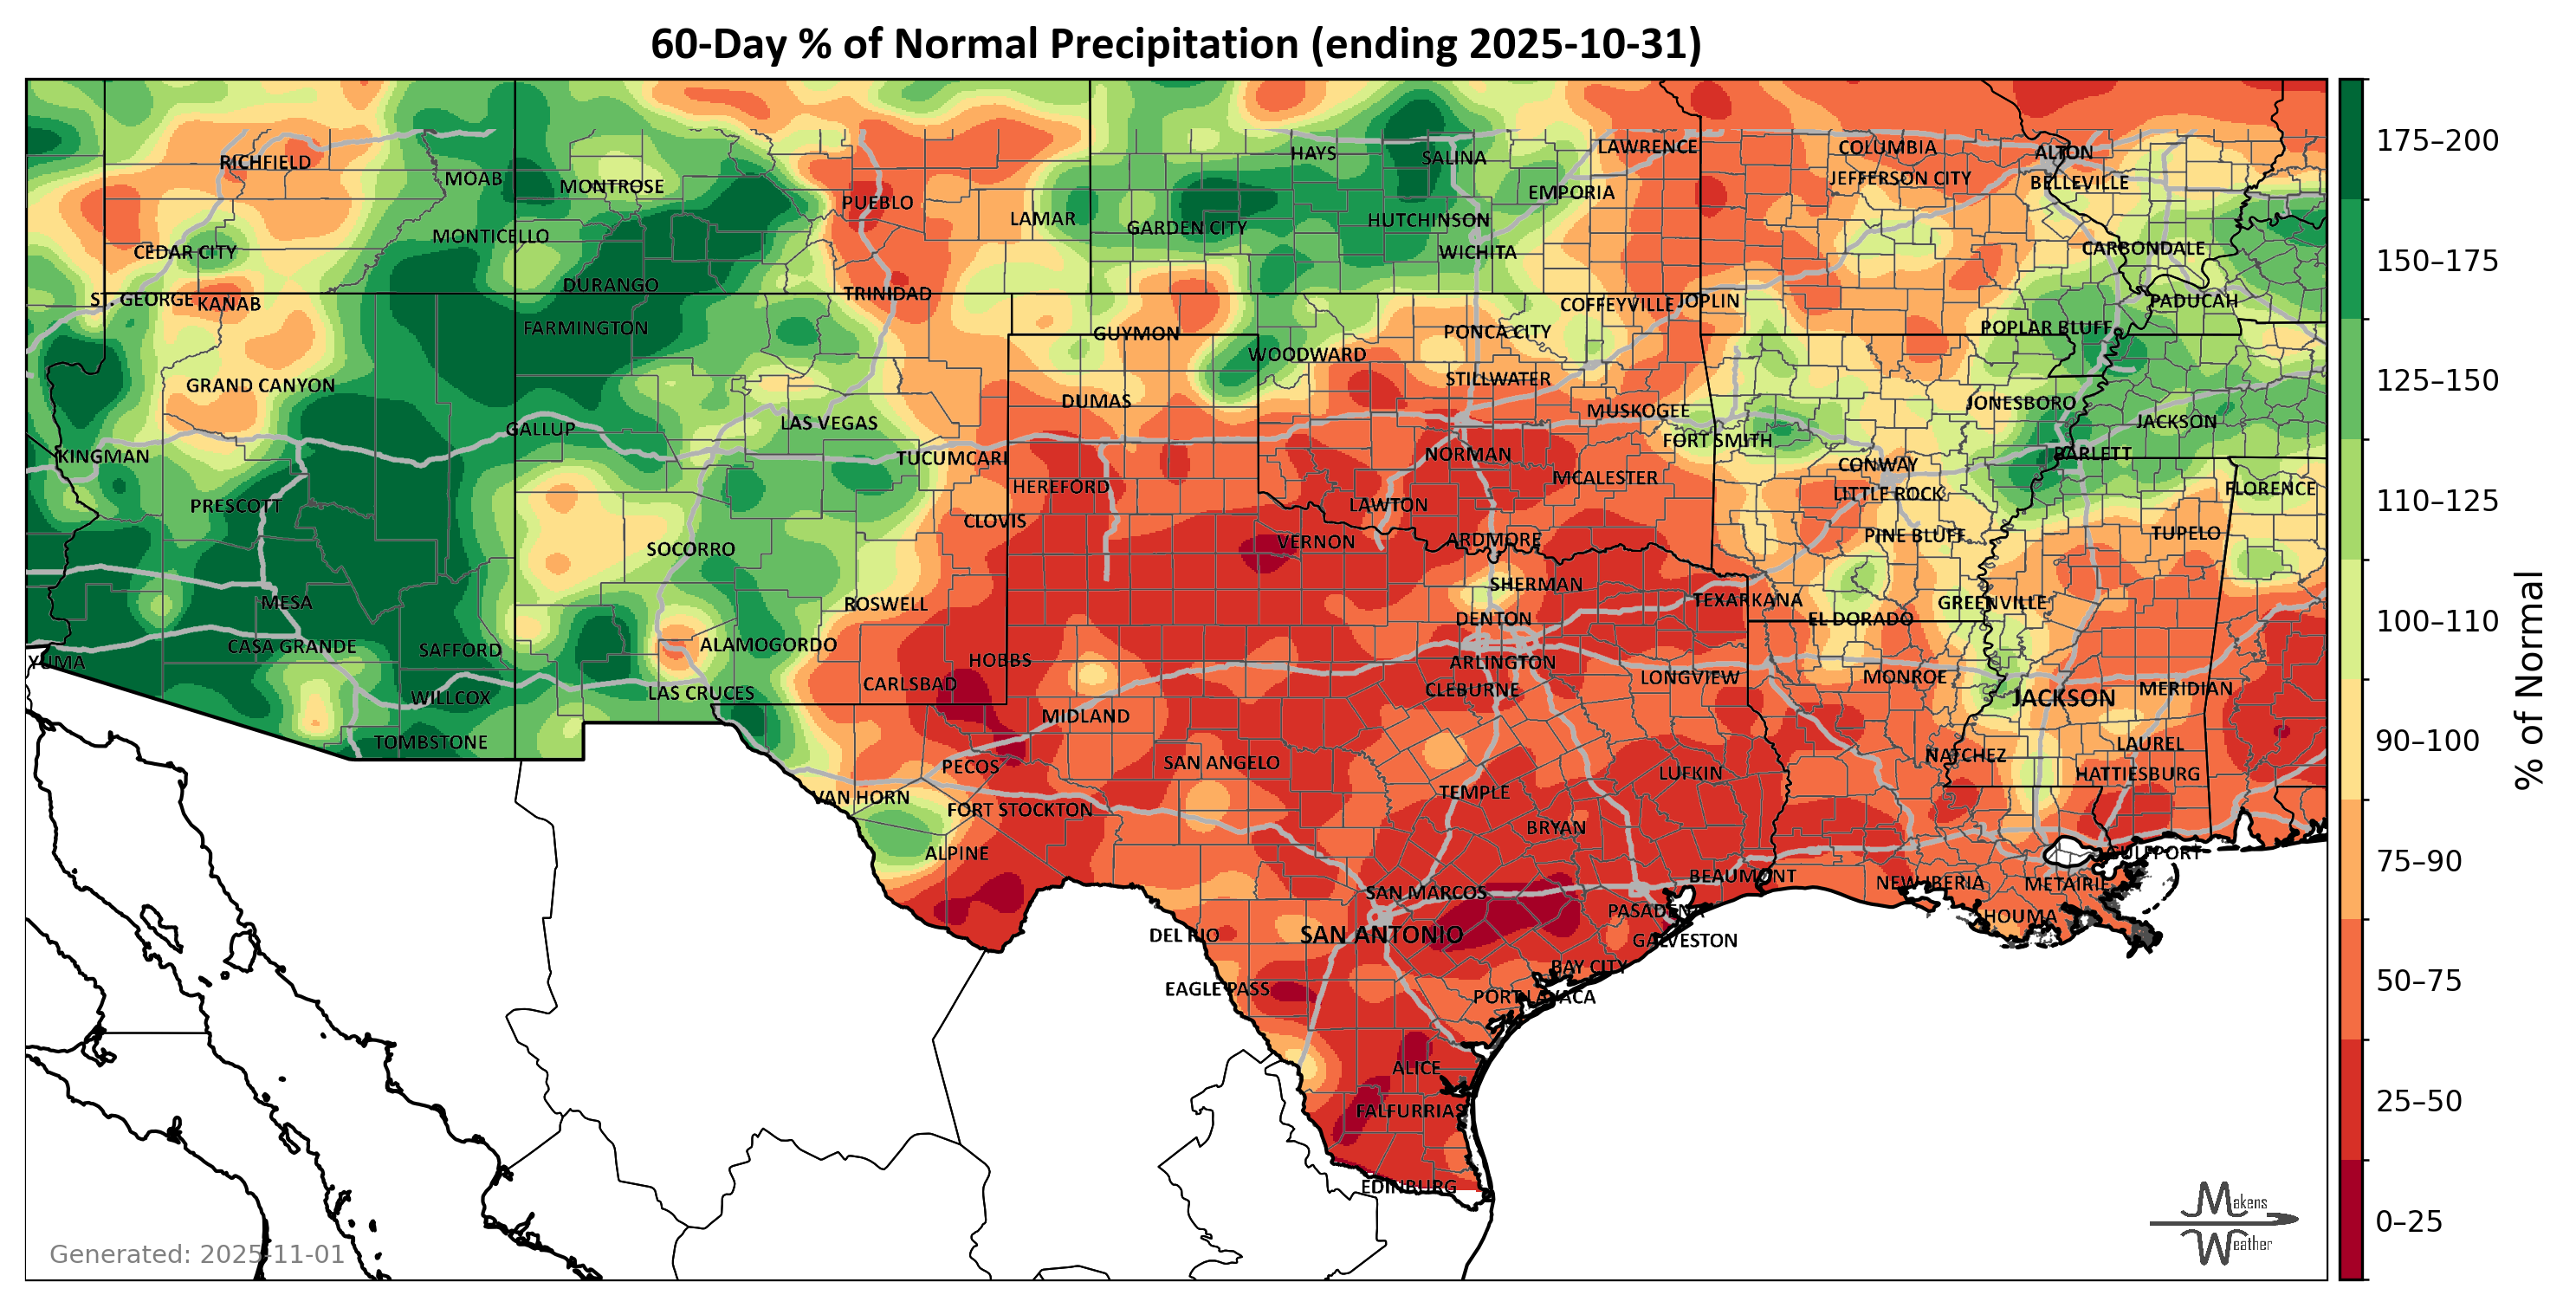 60-Day % of Normal Precipitation (ending 2025-10-31)
HAYS
SALINA
LAWRENCE
COLUMBIA
ALTON
RICHFIELD
MOAB
MONTROSE
PUEBLO
LAMAR
EMPORIA
JEFFERSON CITY
BELLEVILLE
GARDEN CITY
HUTCHINSON
WICHITA
MONTICELLO
CEDAR CITY
CARBONDALE
DURANGO
TRINIDAD
ST. GEORGE
KANAB
COFFEYVILLE
JOPLIN
PADUCAH
FARMINGTON
GUYMON
PONCA CITY
POPLAR BLUFF
WOODWARD
GRAND CANYON
STILLWATER
DUMAS
MUSKOGEE
JONESBORO
GALLUP
LAS VEGAS
JACKSON
FORT SMITH
KINGMAN
TUCUMCARI
NORMAN
CONWAY
BARLETT
PRESCOTT
HEREFORD
LAWTON
MCALESTER
LITTLE ROCK
FLORENCE
CLOVIS
SOCORRO
VERNON
ARDMORE
PINE BLUFF
TUPELO
SHERMAN
MESA
ROSWELL
TEXARKANA
GREENVILLE
DENTON
EL DORADO
CASA GRANDE
SAFFORD
ALAMOGORDO
YUMA
HOBBS
ARLINGTON
WILLCOX
LAS CRUCES
CARLSBAD
CLEBURNE
LONGVIEW
MONROE
JACKSON
MERIDIAN
MIDLAND
TOMBSTONE
PECOS
SAN ANGELO
LUFKIN
NATCHEZ
LAUREL
HATTIESBURG
VAN HORN
FORT STOCKTON
TEMPLE
BRYAN
ALPINE
GULFPORT
SAN MARCOS
BEAUMONT
NEW IBERIA
METAIRIE
PASADENA
HOUMA
DEL RIO
SAN ANTONIO
GALVESTON
EAGLE PASS
BAY CITY
PORT LAVACA
ALICE
FALFURRIAS
EDINBURG
175–200
150–175
125–150
110–125
100–110
90–100
75–90
50–75
25–50
0–25
% of Normal
Generated: 2025-11-01
Makens
Weather